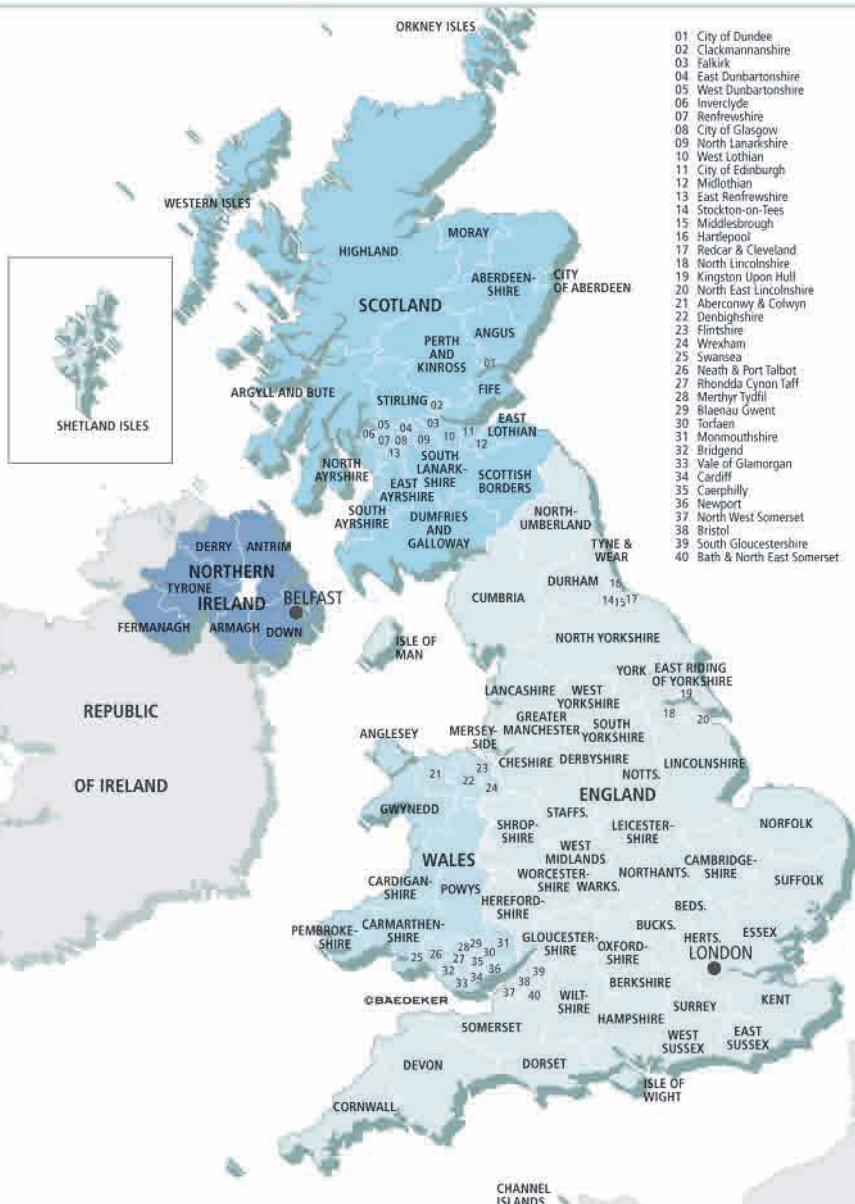 ORKNEY ISLES
WESTERN ISLES
SHETLAND ISLES
HIGHLAND
MORAY
ABERDEEN-
SHIRE
CITY
OF ABERDEEN
SCOTLAND
ANGUS
PERTH
AND
KINROSS
01
ARGYLL AND BUTE
STIRLING
02
FIFE
03
04
05
06
07
08
09
10
11
12
13
EAST
LOTHIAN
NORTH
AYRSHIRE
SOUTH
LANARK-
SHIRE
EAST
AYRSHIRE
SCOTTISH
BORDERS
SOUTH
AYRSHIRE
DUMFRIES
AND
GALLOWAY
NORTH-
UMBERLAND
TYNE &
WEAR
DERRY
ANTRIM
NORTHERN
TYRONE
IRELAND
BELFAST
FERMANAGH
ARMAGH
DOWN
DURHAM
16
14
15
17
CUMBRIA
ISLE OF
MAN
NORTH YORKSHIRE
YORK
EAST RIDING
OF YORKSHIRE
19
18
20
LANCASHIRE
WEST
YORKSHIRE
REPUBLIC
OF IRELAND
GREATER
MANCHESTER
SOUTH
YORKSHIRE
ANGLESEY
MERSEY-
SIDE
CHESHIRE
DERBYSHIRE
NOTTS.
LINCOLNSHIRE
21
22
23
24
ENGLAND
GWYNEDD
STAFFS.
SHROP-
SHIRE
LEICESTER-
SHIRE
NORFOLK
WALES
WEST
MIDLANDS
CAMBRIDGE-
SHIRE
CARDIGAN-
SHIRE
POWYS
WORCESTER-
SHIRE
WARKS.
NORTHANTS.
SUFFOLK
HEREFORD-
SHIRE
BEDS.
PEMBROKE-
SHIRE
CARMARTHEN-
SHIRE
BUCKS.
GLOUCESTER-
SHIRE
OXFORD-
SHIRE
HERTS.
ESSEX
LONDON
25
26
27
28
29
30
31
32
33
34
35
36
37
38
39
40
©BAEDEKER
BERKSHIRE
WILT-
SHIRE
SURREY
KENT
HAMPSHIRE
SOMERSET
WEST
SUSSEX
EAST
SUSSEX
DEVON
DORSET
ISLE OF
WIGHT
CORNWALL
CHANNEL
ISLANDS
01 City of Dundee
02 Clackmannanshire
03 Falkirk
04 East Dunbartonshire
05 West Dunbartonshire
06 Inverclyde
07 Renfrewshire
08 City of Glasgow
09 North Lanarkshire
10 West Lothian
11 City of Edinburgh
12 Midlothian
13 East Renfrewshire
14 Stockton-on-Tees
15 Middlesbrough
16 Hartlepool
17 Redcar & Cleveland
18 North Lincolnshire
19 Kingston Upon Hull
20 North East Lincolnshire
21 Aberconwy & Colwyn
22 Denbighshire
23 Flintshire
24 Wrexham
25 Swansea
26 Neath & Port Talbot
27 Rhondda Cynon Taff
28 Merthyr Tydfil
29 Blaenau Gwent
30 Torfaen
31 Monmouthshire
32 Bridgend
33 Vale of Glamorgan
34 Cardiff
35 Caerphilly
36 Newport
37 North West Somerset
38 Bristol
39 South Gloucestershire
40 Bath & North East Somerset